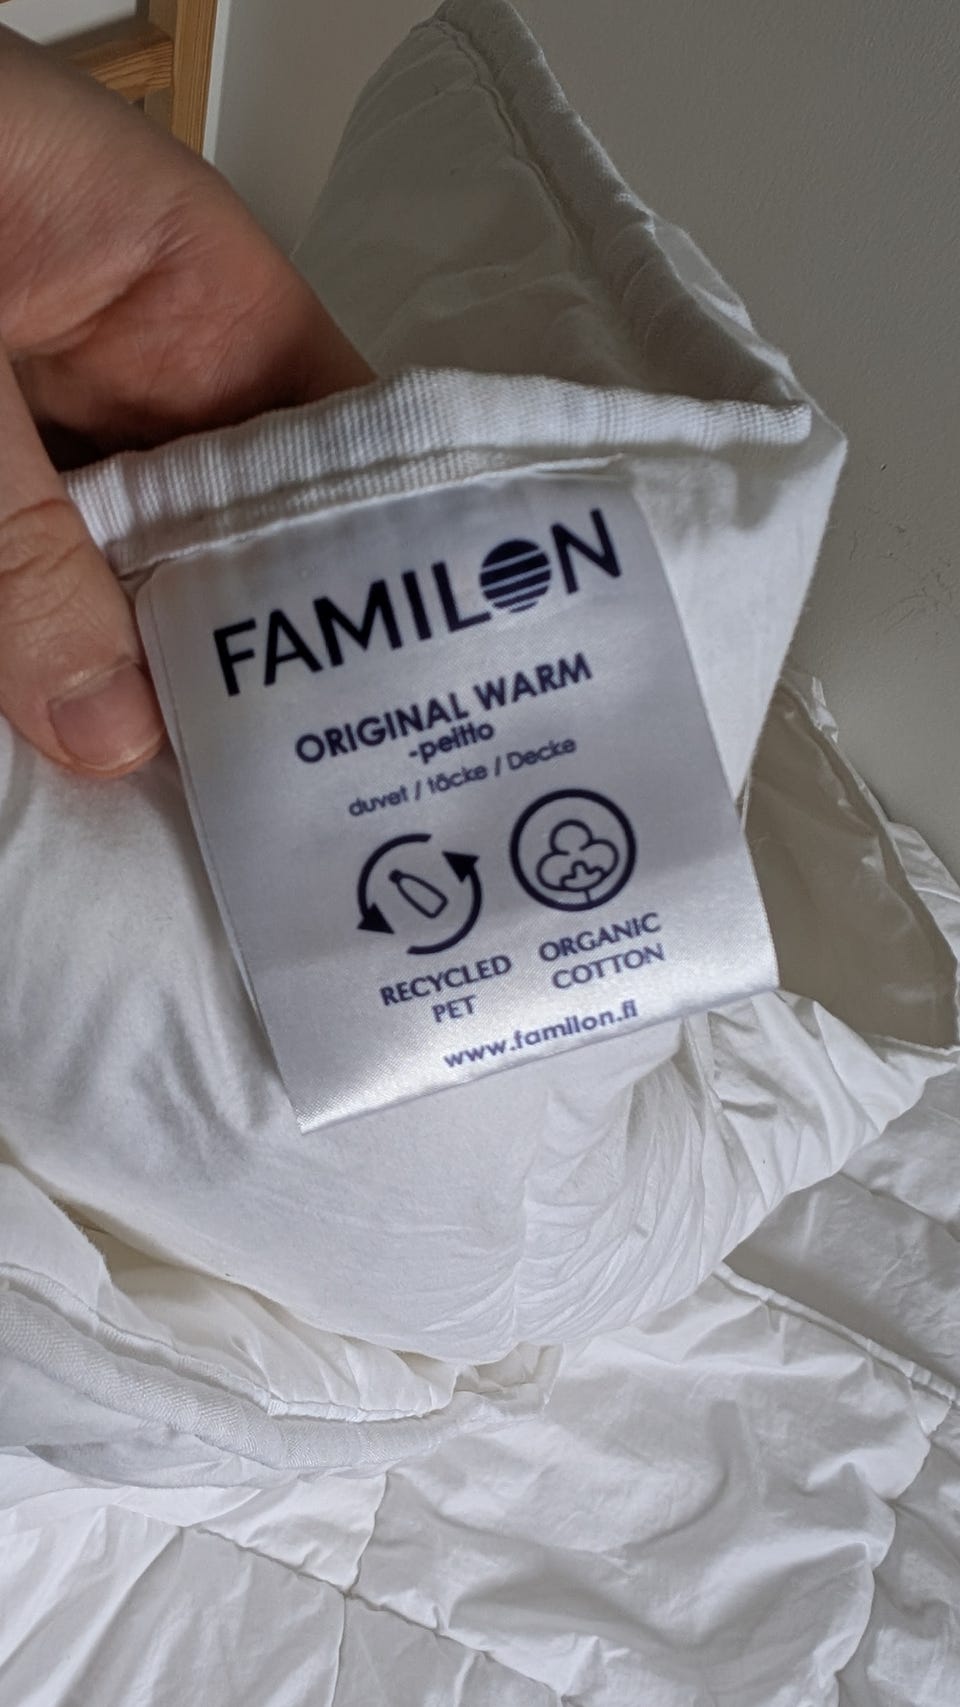 FAMILON
ORIGINAL WARM
-peitto
duvet / täcke / Decke
RECYCLED
PET
ORGANIC
COTTON
www.familon.fi